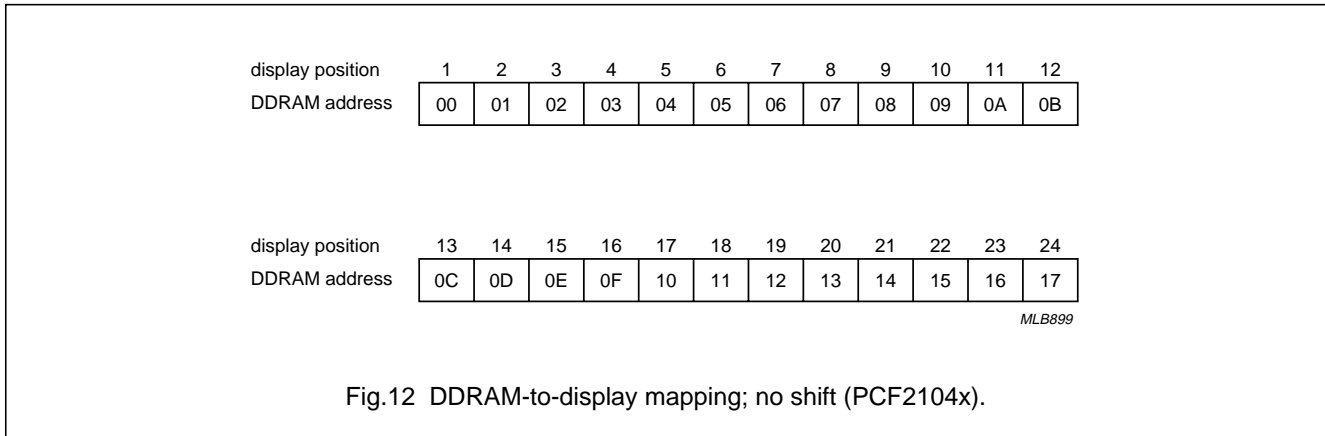 display position 1 2 3 4 5 6 7 8 9 10 11 12
DDRAM address 00 01 02 03 04 05 06 07 08 09 0A 0B
display position 13 14 15 16 17 18 19 20 21 22 23 24
DDRAM address 0C 0D 0E 0F 10 11 12 13 14 15 16 17
MLB899
Fig.12 DDRAM-to-display mapping; no shift (PCF2104x).